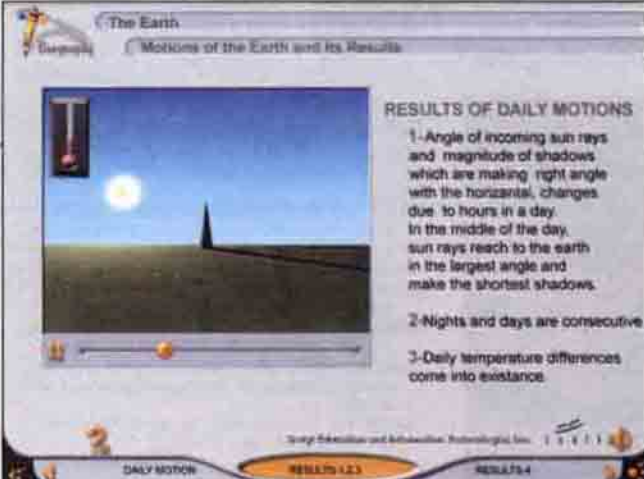 The Earth
Geography
Motions of the Earth and Its Results
RESULTS OF DAILY MOTIONS
1-Angle of incoming sun rays
and magnitude of shadows
which are making right angle
with the horizantal, changes
due to hours in a day.
In the middle of the day,
sun rays reach to the earth
in the largest angle and
make the shortest shadows.
2-Nights and days are consecutive
3-Daily temperature differences
come into existance.
DAILY MOTION
RESULTS-1,2,3
RESULTS-4